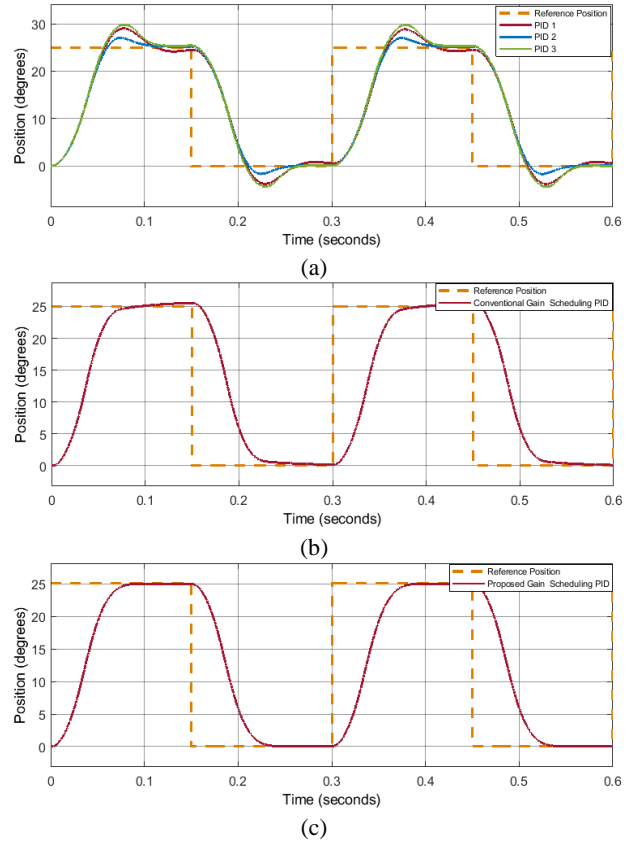 Reference Position
PID 1
PID 2
PID 3
Position (degrees)
30
20
10
0
0 0.1 0.2 0.3 0.4 0.5 0.6
Time (seconds)
(a)
Reference Position
Conventional Gain Scheduling PID
Position (degrees)
25
20
15
10
5
0
0 0.1 0.2 0.3 0.4 0.5 0.6
Time (seconds)
(b)
Reference Position
Proposed Gain Scheduling PID
Position (degrees)
25
20
15
10
5
0
0 0.1 0.2 0.3 0.4 0.5 0.6
Time (seconds)
(c)